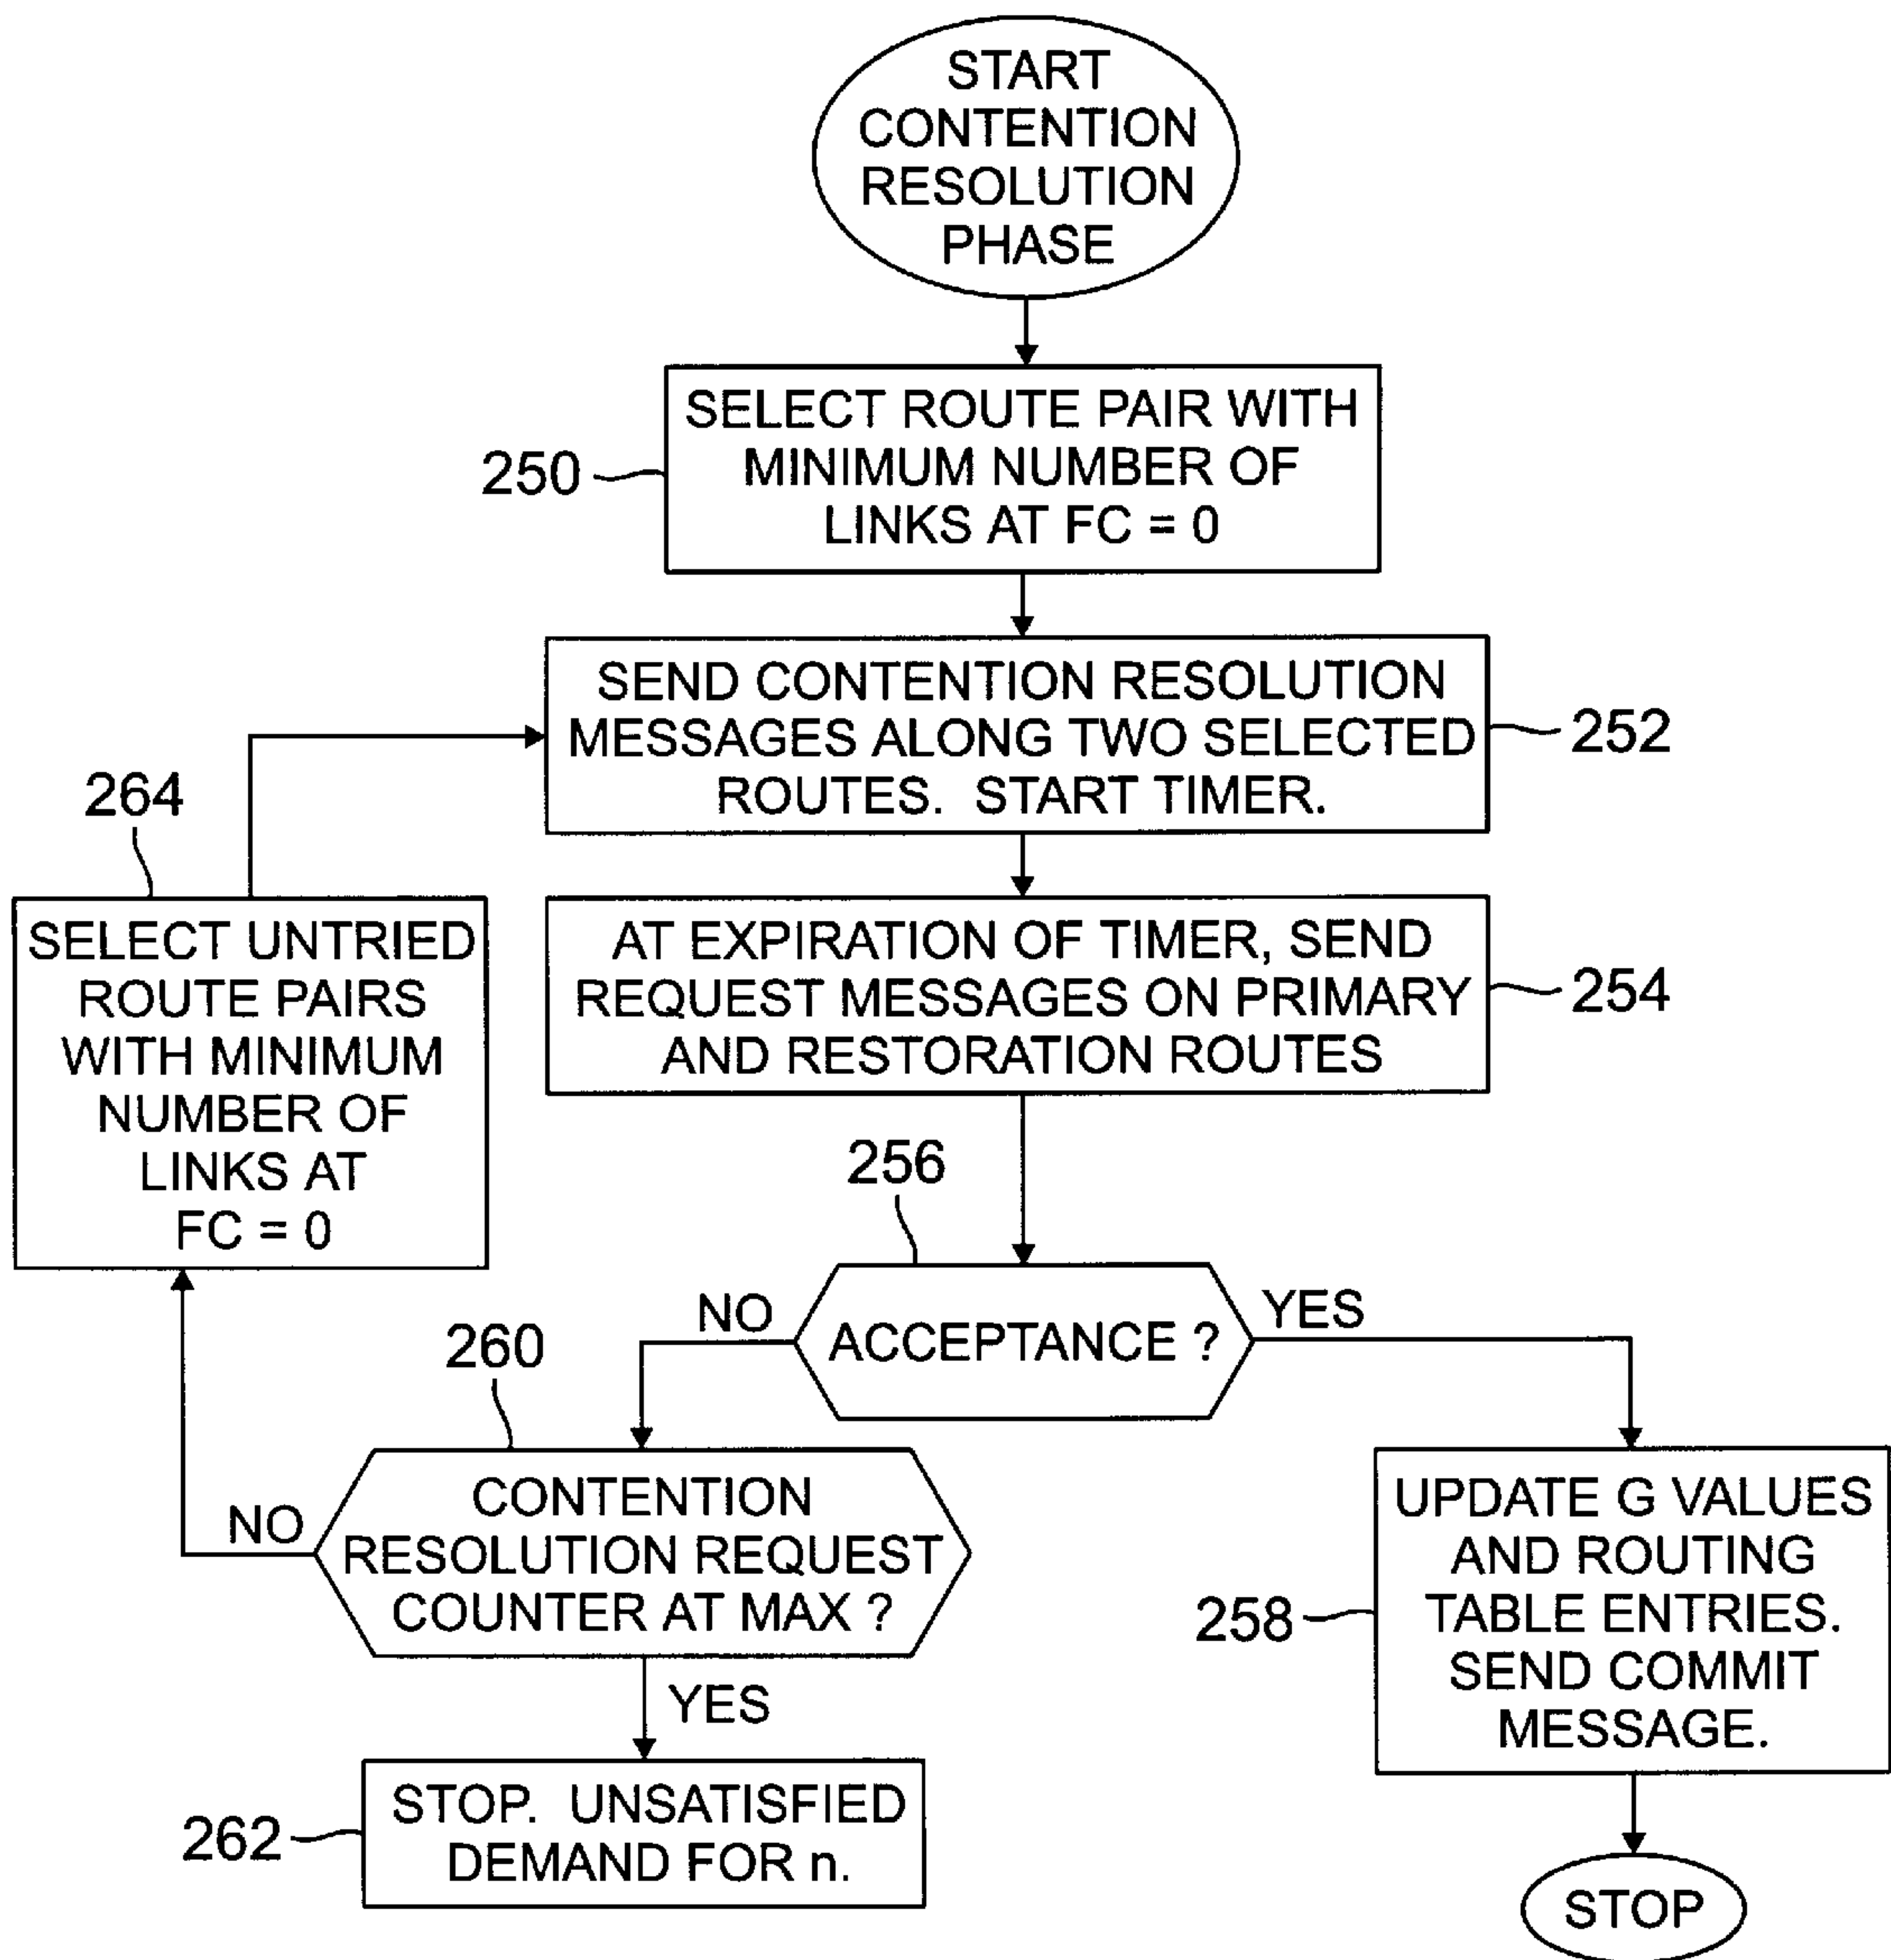 START
CONTENTION
RESOLUTION
PHASE
250
SELECT ROUTE PAIR WITH
MINIMUM NUMBER OF
LINKS AT FC = 0
SEND CONTENTION RESOLUTION
MESSAGES ALONG TWO SELECTED
ROUTES. START TIMER.
252
264
SELECT UNTRIED
ROUTE PAIRS
WITH MINIMUM
NUMBER OF
LINKS AT
FC = 0
AT EXPIRATION OF TIMER, SEND
REQUEST MESSAGES ON PRIMARY
AND RESTORATION ROUTES
254
256
NO
ACCEPTANCE ?
YES
260
NO
CONTENTION
RESOLUTION REQUEST
COUNTER AT MAX ?
YES
258
UPDATE G VALUES
AND ROUTING
TABLE ENTRIES.
SEND COMMIT
MESSAGE.
262
STOP. UNSATISFIED
DEMAND FOR n.
STOP